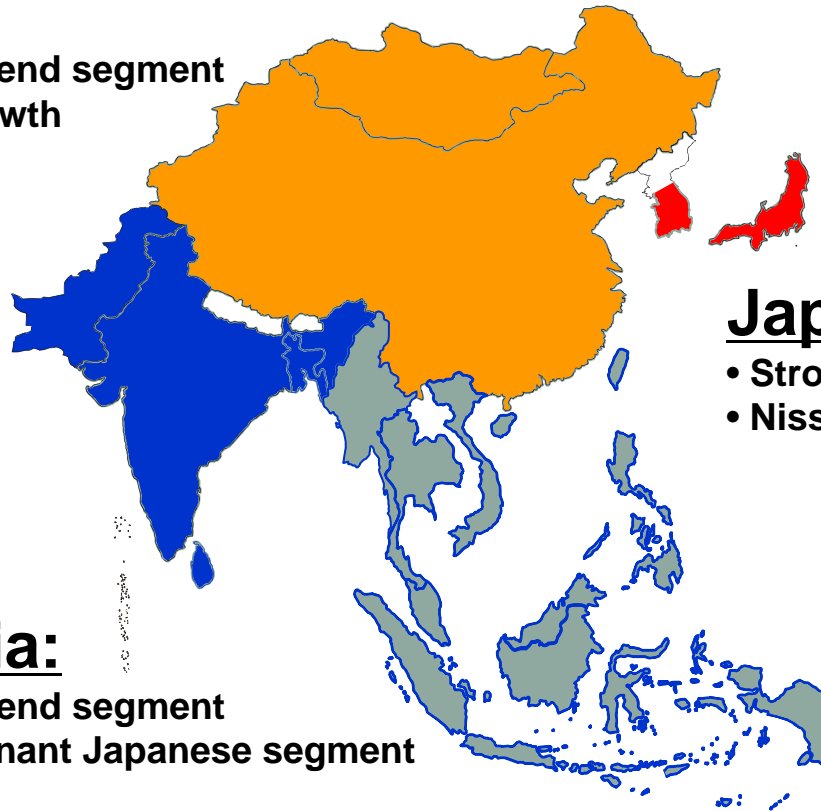 end segment
wth
Jap
• Stro
• Niss
ia:
end segment
nant Japanese segment